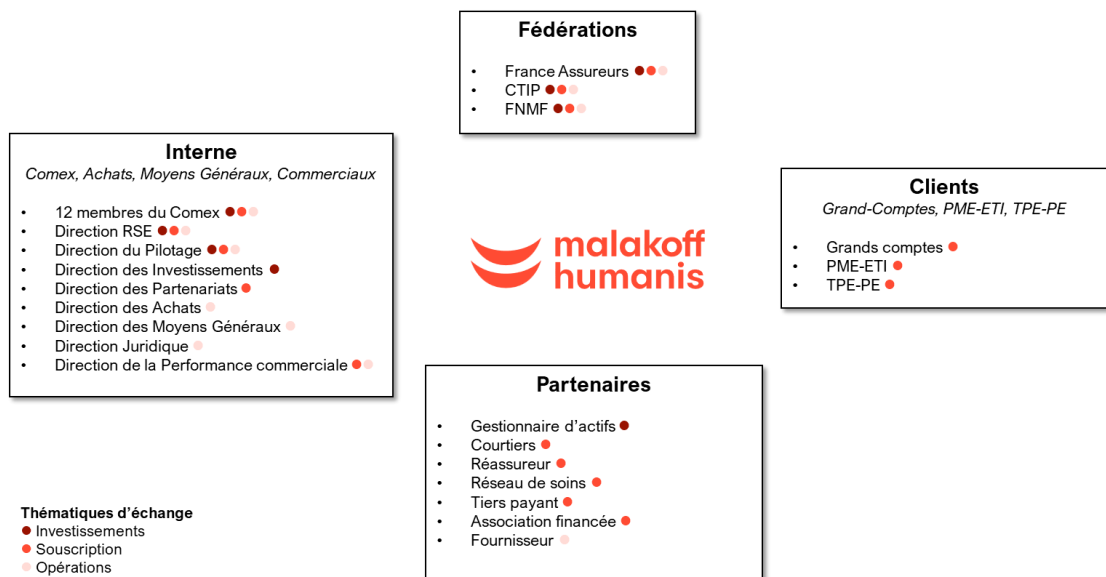 Fédérations
• France Assureurs
• CTIP
• FNMF
Interne
Comex, Achats, Moyens Généraux, Commerciaux
• 12 membres du Comex
• Direction RSE
• Direction du Pilotage
• Direction des Investissements
• Direction des Partenariats
• Direction des Achats
• Direction des Moyens Généraux
• Direction Juridique
• Direction de la Performance commerciale
malakoff
humanis
Clients
Grand-Comptes, PME-ETI, TPE-PE
• Grands comptes
• PME-ETI
• TPE-PE
Partenaires
• Gestionnaire d'actifs
• Courtiers
• Réassureur
• Réseau de soins
• Tiers payant
• Association financée
• Fournisseur
Thématiques d'échange
Investissements
Souscription
Opérations